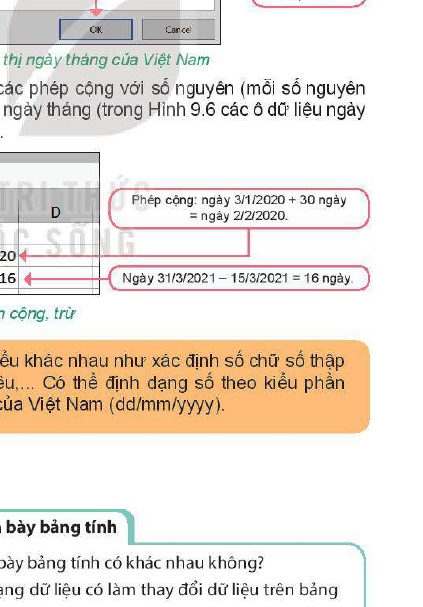 OK Cancel
thị ngày tháng của Việt Nam
các phép cộng với số nguyên (mỗi số nguyên
ngày tháng (trong Hình 9.6 các ô dữ liệu ngày
.
TRI THỨC
D
Phép cộng: ngày 3/1/2020 + 30 ngày
= ngày 2/2/2020.
SỐNG
20
16
Ngày 31/3/2021 – 15/3/2021 = 16 ngày.
cộng, trừ
khác nhau như xác định số chữ số thập
Có thể định dạng số theo kiểu phần
của Việt Nam (dd/mm/yyyy).
bày bảng tính
bày bảng tính có khác nhau không?
dữ liệu có làm thay đổi dữ liệu trên bảng